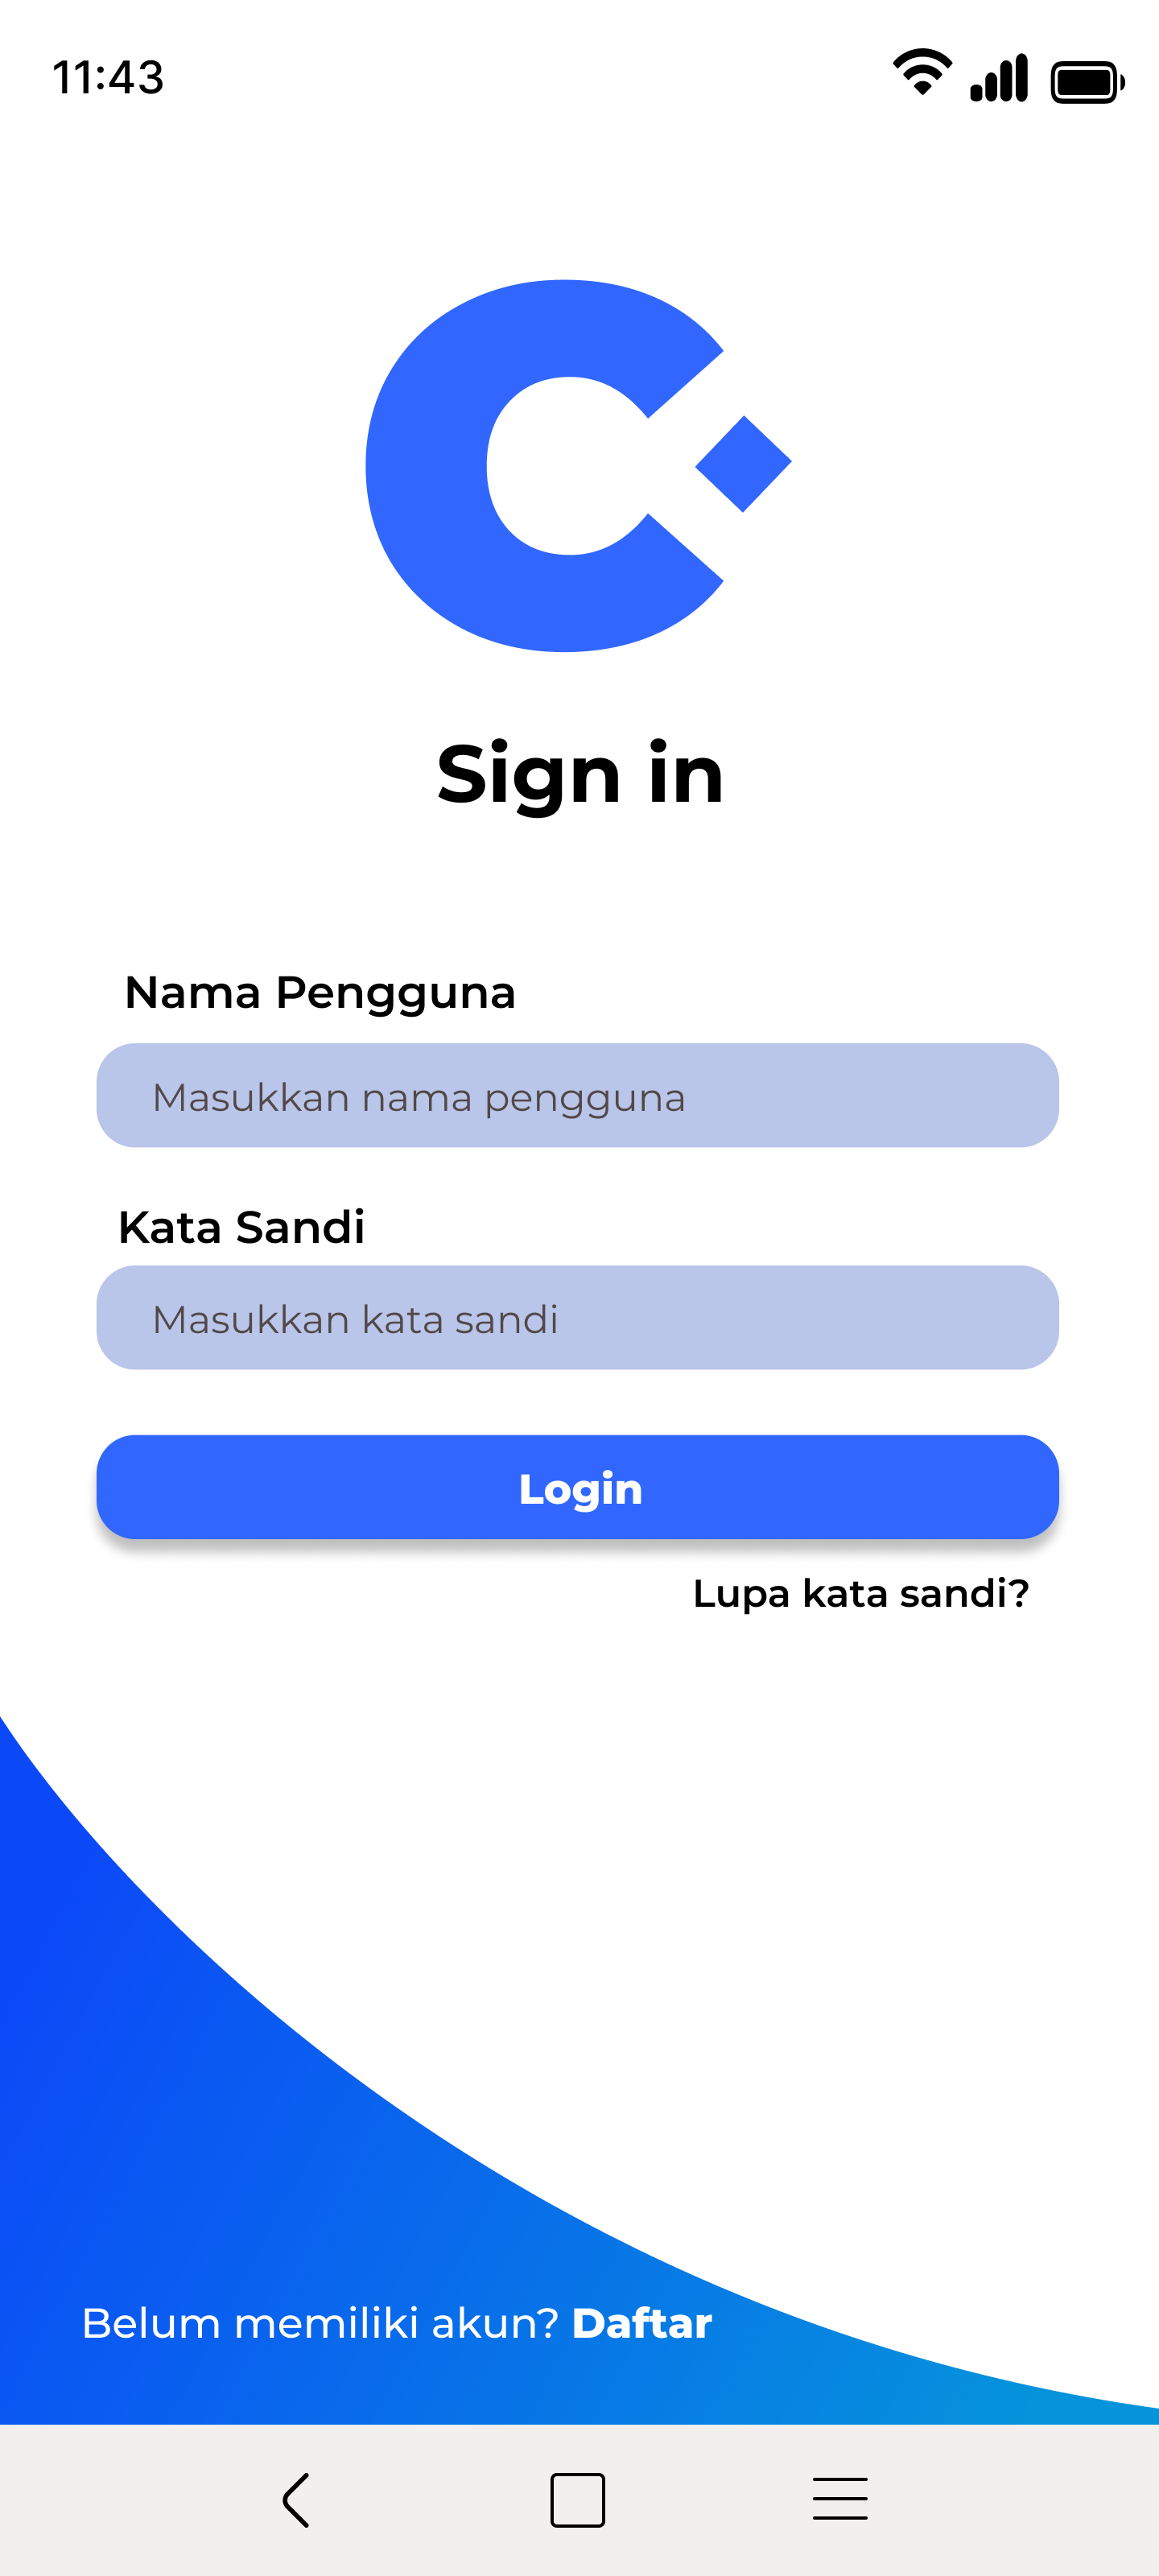 11:43
Sign in
Nama Pengguna
Masukkan nama pengguna
Kata Sandi
Masukkan kata sandi
Login
Lupa kata sandi?
Belum memiliki akun? Daftar